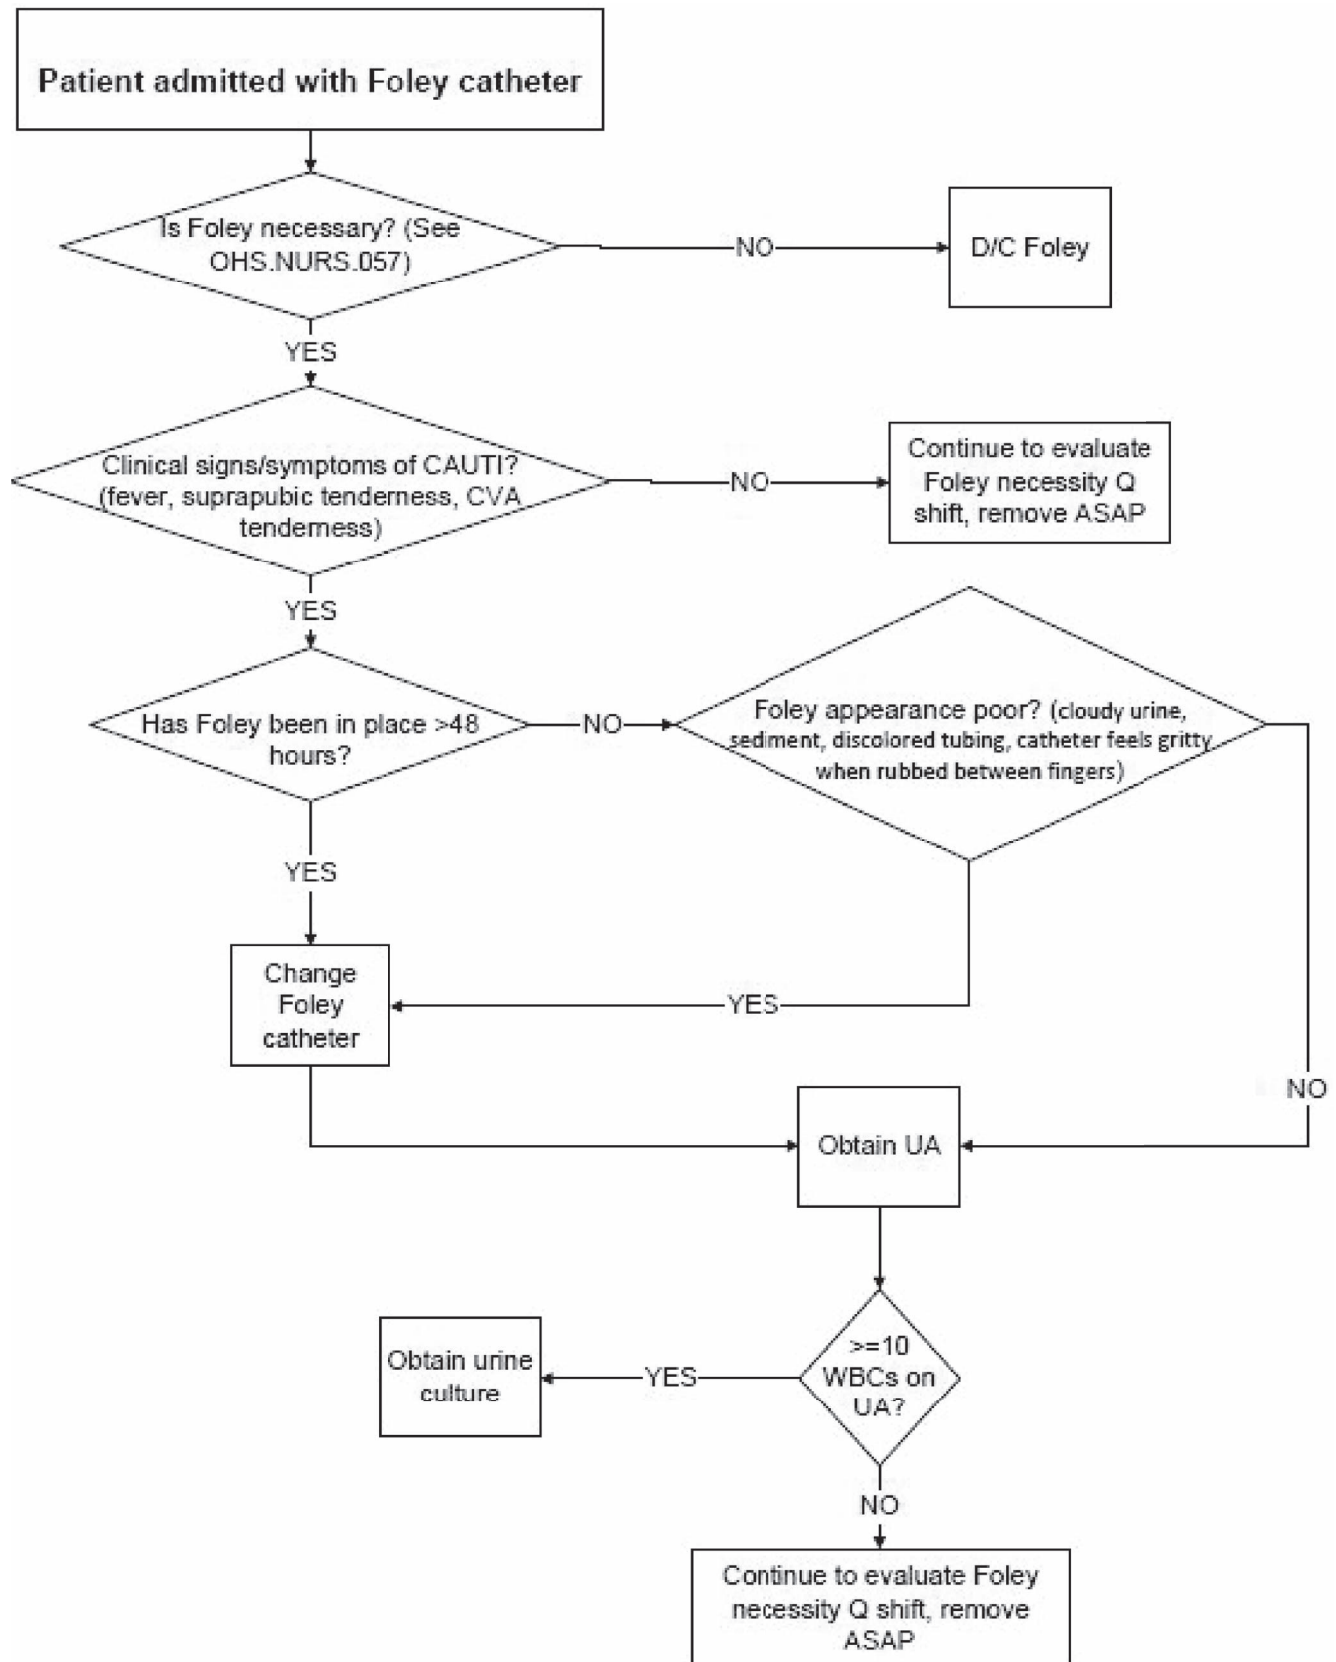 Patient admitted with Foley catheter
Is Foley necessary? (See
OHS.NURS.057)
NO
D/C Foley
YES
Clinical signs/symptoms of CAUTI?
(fever, suprapubic tenderness, CVA
tenderness)
NO
Continue to evaluate
Foley necessity Q
shift, remove ASAP
YES
Has Foley been in place >48
hours?
NO
Foley appearance poor? (cloudy urine,
sediment, discolored tubing, catheter feels gritty
when rubbed between fingers)
YES
Change
Foley
catheter
YES
NO
Obtain UA
>=10
WBCs on
UA?
YES
Obtain urine
culture
NO
Continue to evaluate Foley
necessity Q shift, remove
ASAP